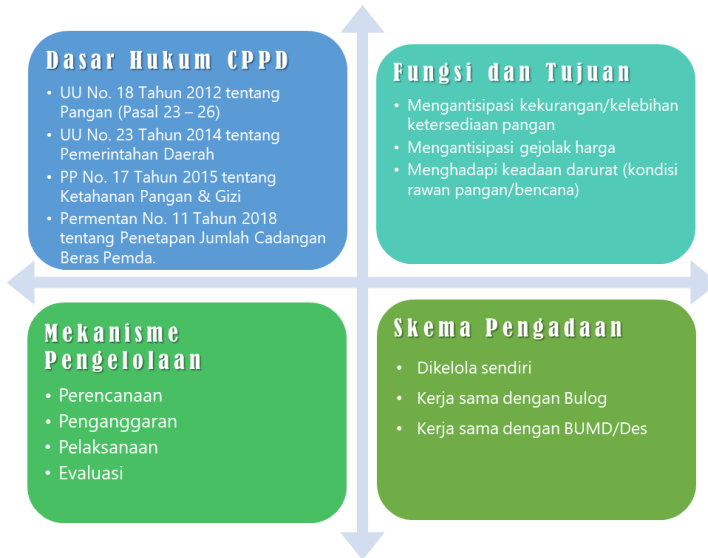 Dasar Hukum CPPD
• UU No. 18 Tahun 2012 tentang
Pangan (Pasal 23 – 26)
• UU No. 23 Tahun 2014 tentang
Pemerintahan Daerah
• PP No. 17 Tahun 2015 tentang
Ketahanan Pangan & Gizi
• Permentan No. 11 Tahun 2018
tentang Penetapan Jumlah Cadangan
Beras Pemda.
Fungsi dan Tujuan
• Mengantisipasi kekurangan/kelebihan
ketersediaan pangan
• Mengantisipasi gejolak harga
• Menghadapi keadaan darurat (kondisi
rawan pangan/bencana)
Mekanisme
Pengelolaan
• Perencanaan
• Penganggaran
• Pelaksanaan
• Evaluasi
Skema Pengadaan
• Dikelola sendiri
• Kerja sama dengan Bulog
• Kerja sama dengan BUMD/Des